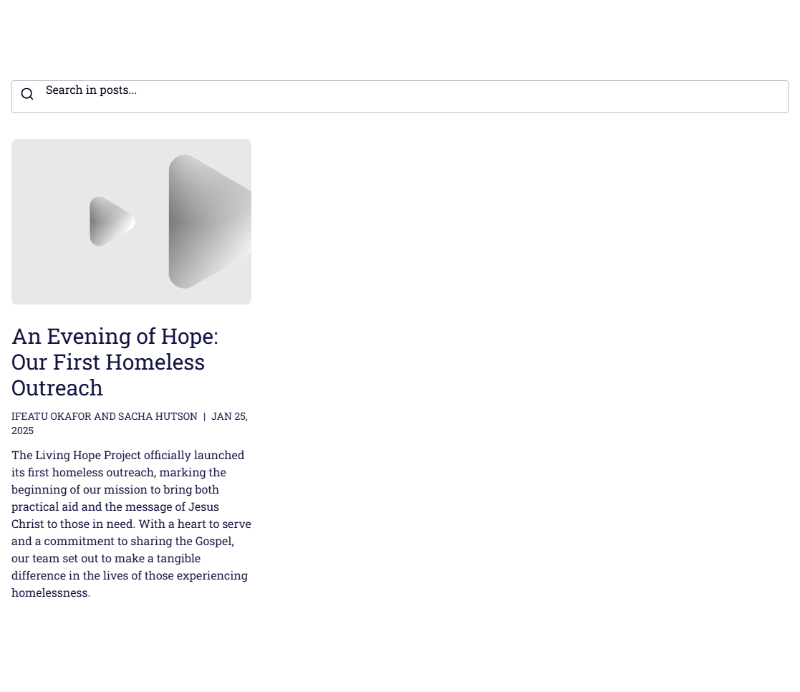 Search in posts...
An Evening of Hope:
Our First Homeless
Outreach
IFEATU OKAFOR AND SACHA HUTSON | JAN 25,
2025
The Living Hope Project officially launched
its first homeless outreach, marking the
beginning of our mission to bring both
practical aid and the message of Jesus
Christ to those in need. With a heart to serve
and a commitment to sharing the Gospel,
our team set out to make a tangible
difference in the lives of those experiencing
homelessness.